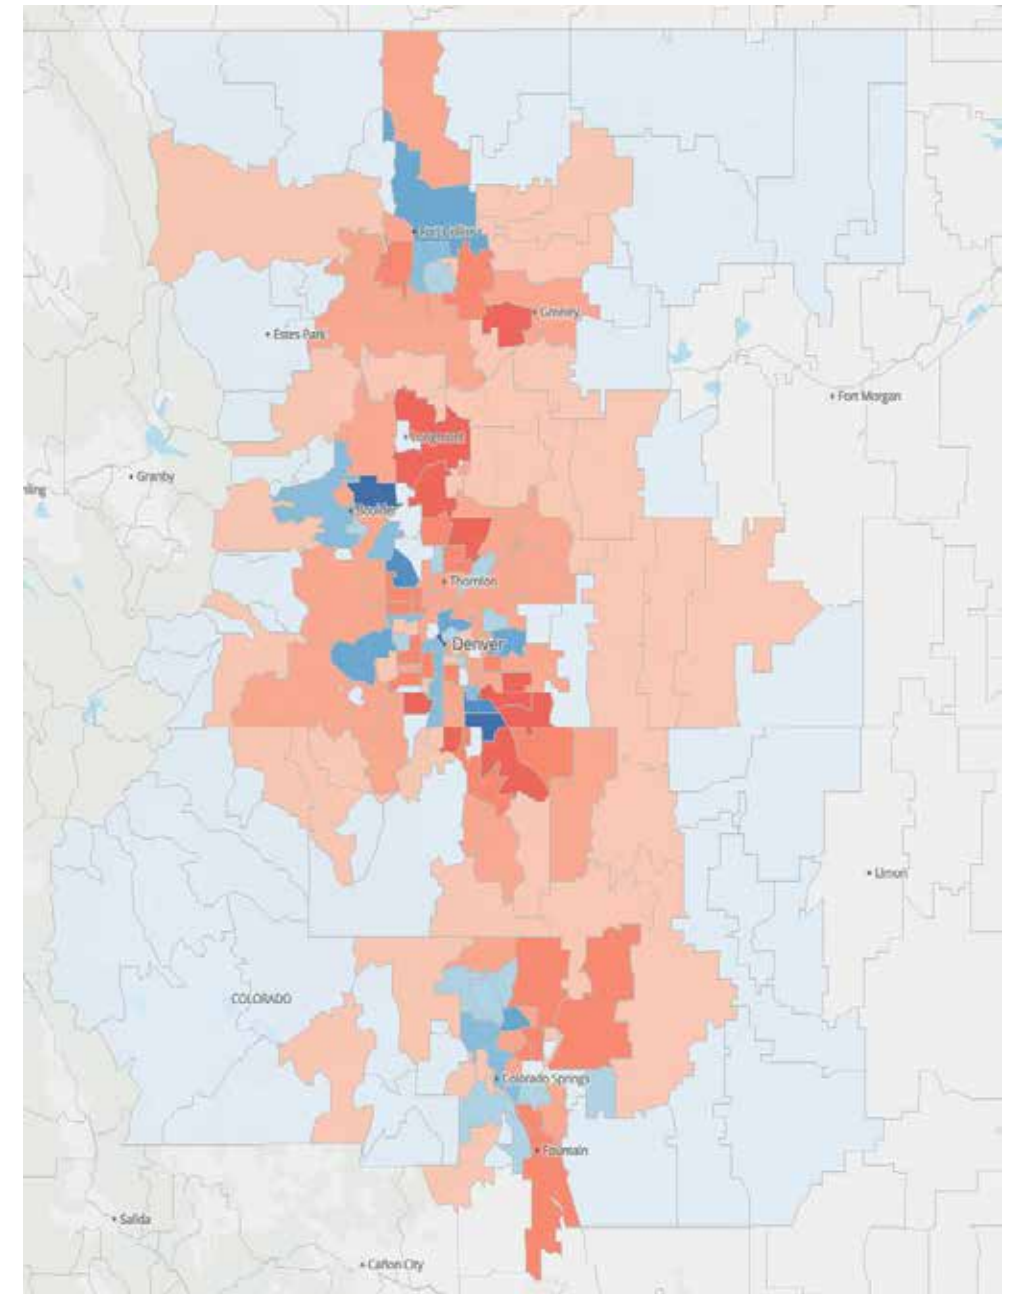 Fort Collins
Greeley
Estes Park
Fort Morgan
Longmont
Granby
Boulder
Thornton
Denver
Limon
COLORADO
Colorado Springs
Fountain
Salida
Cañon City